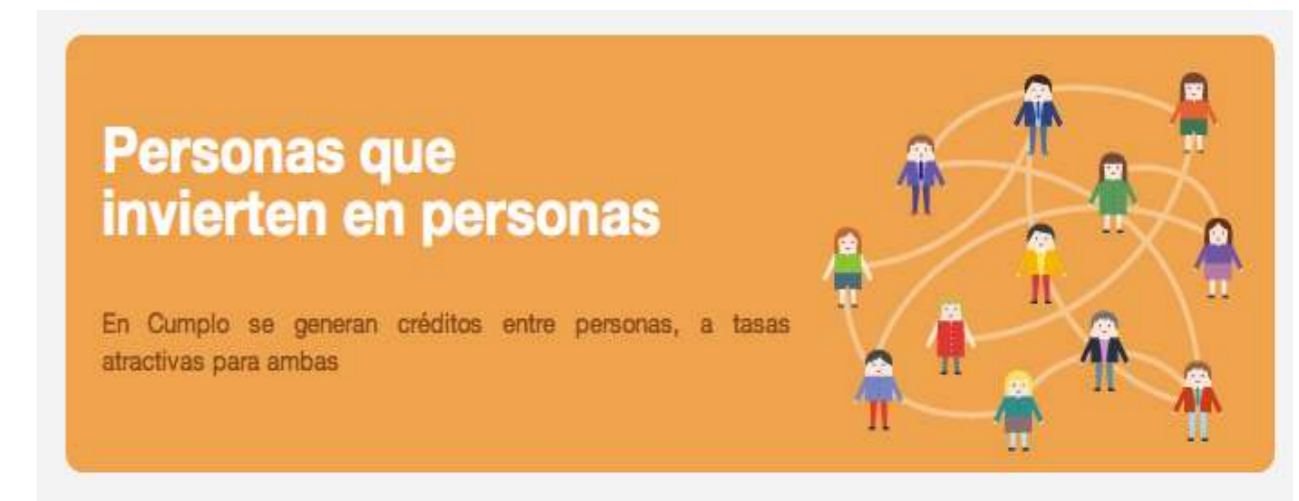 Personas que
invierten en personas
En Cumplo se generan créditos entre personas, a tasas
atractivas para ambas